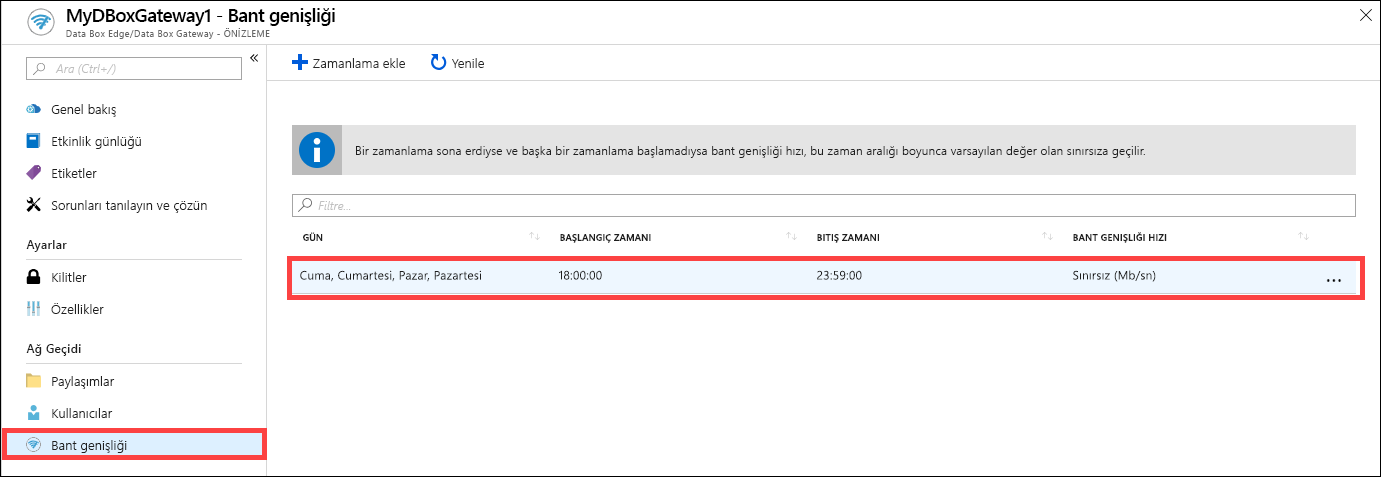 MyDBoxGateway1 - Bant genişliği
Data Box Edge/Data Box Gateway - ÖNİZLEME
Ara (Ctrl+/)
Genel bakış
Etkinlik günlüğü
Etiketler
Sorunları tanılayın ve çözün
Ayarlar
Kilitler
Özellikler
Ağ Geçidi
Paylaşımlar
Kullanıcılar
Bant genişliği
Zamanlama ekle Yenile
Bir zamanlama sona erdiyse ve başka bir zamanlama başlamadıysa bant genişliği hızı, bu zaman aralığı boyunca varsayılan değer olan sınırsıza geçilir.
Filtre...
GÜN BAŞLANGIÇ ZAMANI BITIŞ ZAMANI BANT GENIŞLIĞI HIZI
Cuma, Cumartesi, Pazar, Pazartesi 18:00:00 23:59:00 Sınırsız (Mb/sn)